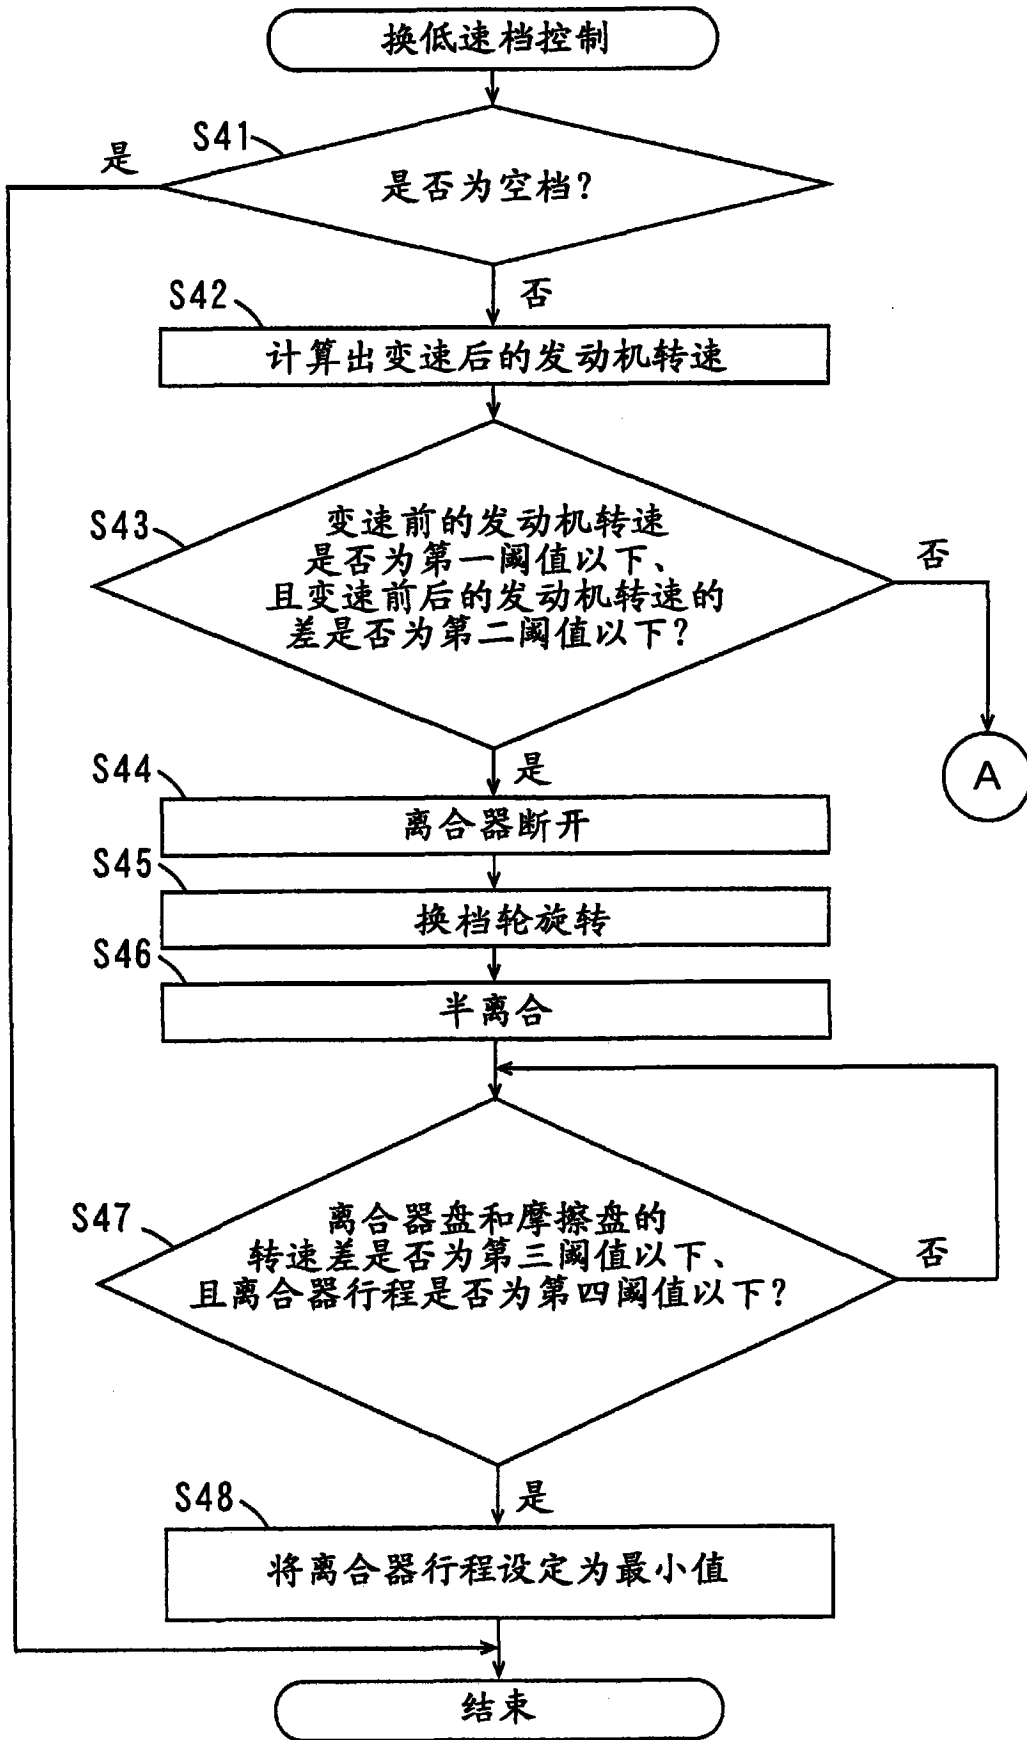 换低速档控制
S41
是
是否为空档?
否
S42
计算出变速后的发动机转速
S43
变速前的发动机转速
是否为第一阈值以下、
且变速前后的发动机转速的
差是否为第二阈值以下?
否
A
是
S44
离合器断开
S45
换档轮旋转
S46
半离合
S47
离合器盘和摩擦盘的
转速差是否为第三阈值以下、
且离合器行程是否为第四阈值以下?
否
是
S48
将离合器行程设定为最小值
结束